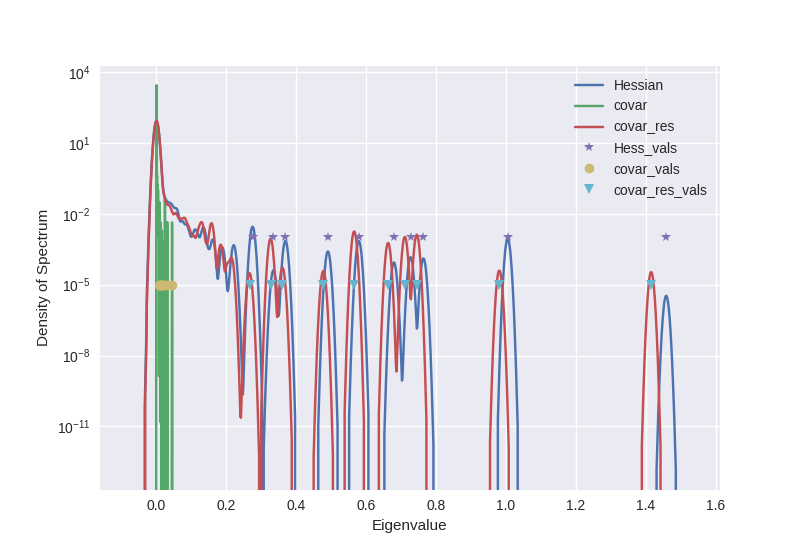 10^4
10^1
10^-2
10^-5
10^-8
10^-11
Density of Spectrum
Hessian
covar
covar_res
Hess_vals
covar_vals
covar_res_vals
0.0 0.2 0.4 0.6 0.8 1.0 1.2 1.4 1.6
Eigenvalue